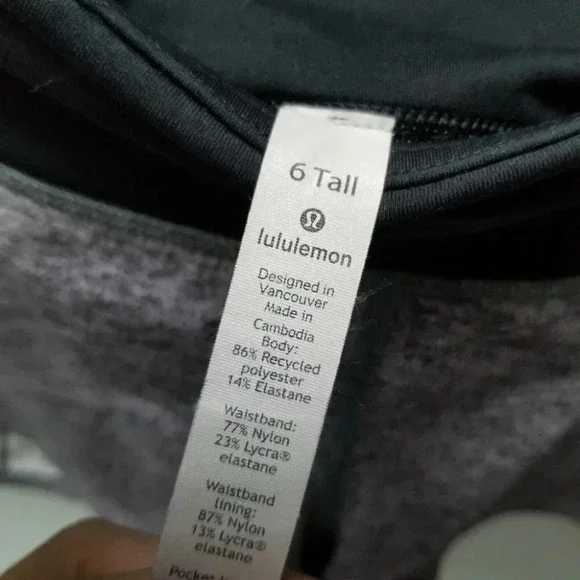 6 Tall
lululemon
Designed in
Vancouver
Made in
Cambodia
Body:
86% Recycled
polyester
14% Elastane
Waistband:
77% Nylon
23% Lycra®
elastane
Waistband
lining:
87% Nylon
13% Lycra®
elastane
Pocket